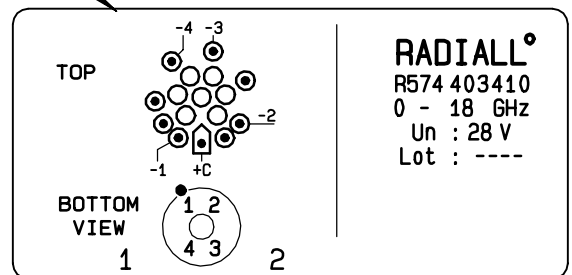 -4 -3
TOP
-2
-1 +C
BOTTOM
VIEW
1 2
4 3
1 2
RADIALL°
R574 403410
0 - 18 GHz
Un : 28 V
Lot : ----